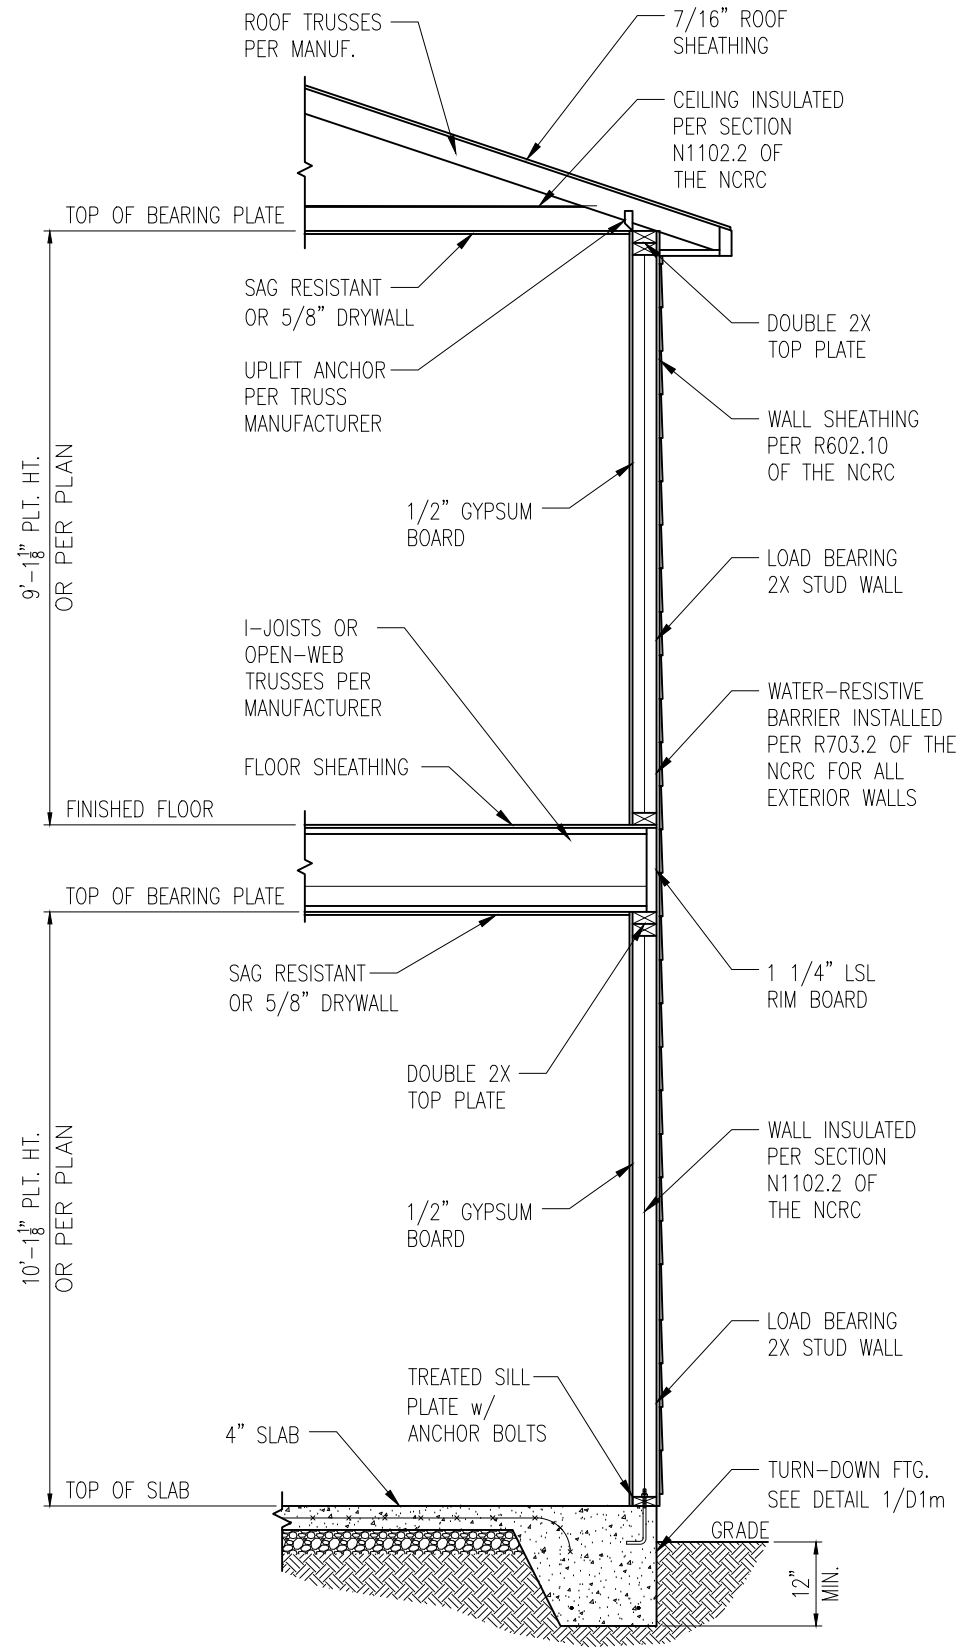 ROOF TRUSSES
PER MANUF.
7/16” ROOF
SHEATHING
CEILING INSULATED
PER SECTION
N1102.2 OF
THE NCRC
TOP OF BEARING PLATE
SAG RESISTANT
OR 5/8” DRYWALL
DOUBLE 2X
TOP PLATE
UPLIFT ANCHOR
PER TRUSS
MANUFACTURER
WALL SHEATHING
PER R602.10
OF THE NCRC
9’-1 1/8” PLT. HT.
OR PER PLAN
1/2” GYPSUM
BOARD
LOAD BEARING
2X STUD WALL
I-JOISTS OR
OPEN-WEB
TRUSSES PER
MANUFACTURER
WATER-RESISTIVE
BARRIER INSTALLED
PER R703.2 OF THE
NCRC FOR ALL
EXTERIOR WALLS
FLOOR SHEATHING
FINISHED FLOOR
TOP OF BEARING PLATE
SAG RESISTANT
OR 5/8” DRYWALL
1 1/4” LSL
RIM BOARD
DOUBLE 2X
TOP PLATE
WALL INSULATED
PER SECTION
N1102.2 OF
THE NCRC
10’-1 1/8” PLT. HT.
OR PER PLAN
1/2” GYPSUM
BOARD
LOAD BEARING
2X STUD WALL
TREATED SILL
PLATE w/
ANCHOR BOLTS
4” SLAB
TOP OF SLAB
TURN-DOWN FTG.
SEE DETAIL 1/D1m
GRADE
12”
MIN.